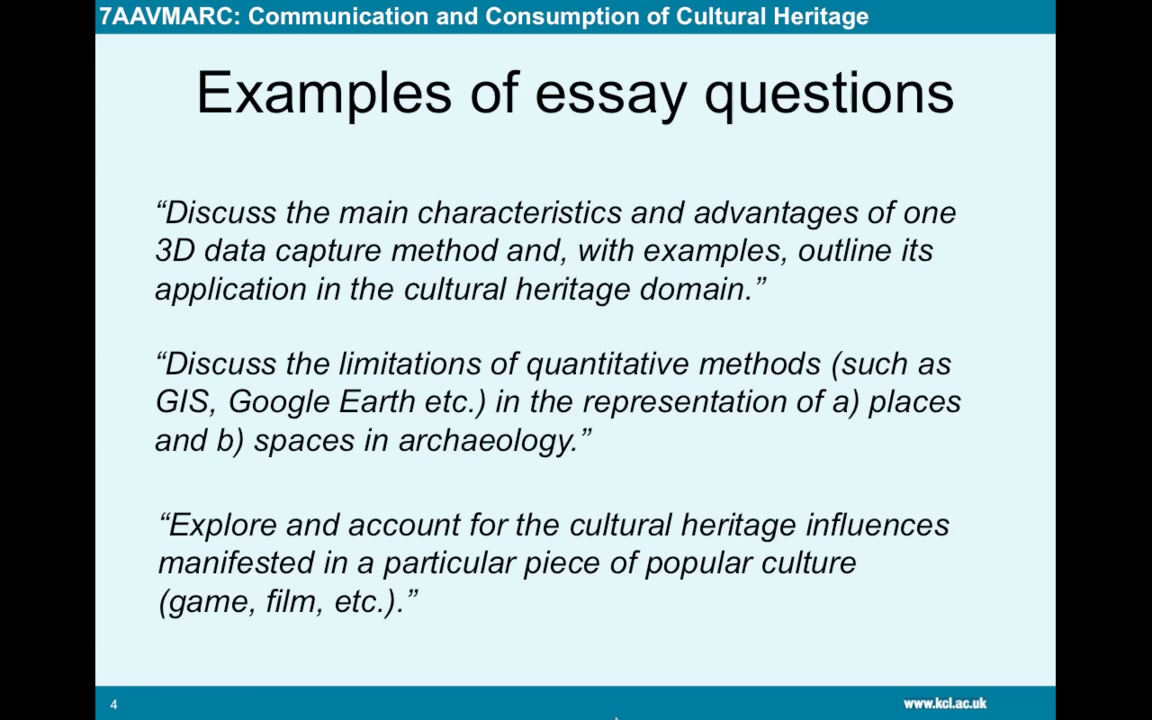 7AAVMARC: Communication and Consumption of Cultural Heritage
Examples of essay questions
“Discuss the main characteristics and advantages of one
3D data capture method and, with examples, outline its
application in the cultural heritage domain.”
“Discuss the limitations of quantitative methods (such as
GIS, Google Earth etc.) in the representation of a) places
and b) spaces in archaeology.”
“Explore and account for the cultural heritage influences
manifested in a particular piece of popular culture
(game, film, etc.).”
4
www.kcl.ac.uk